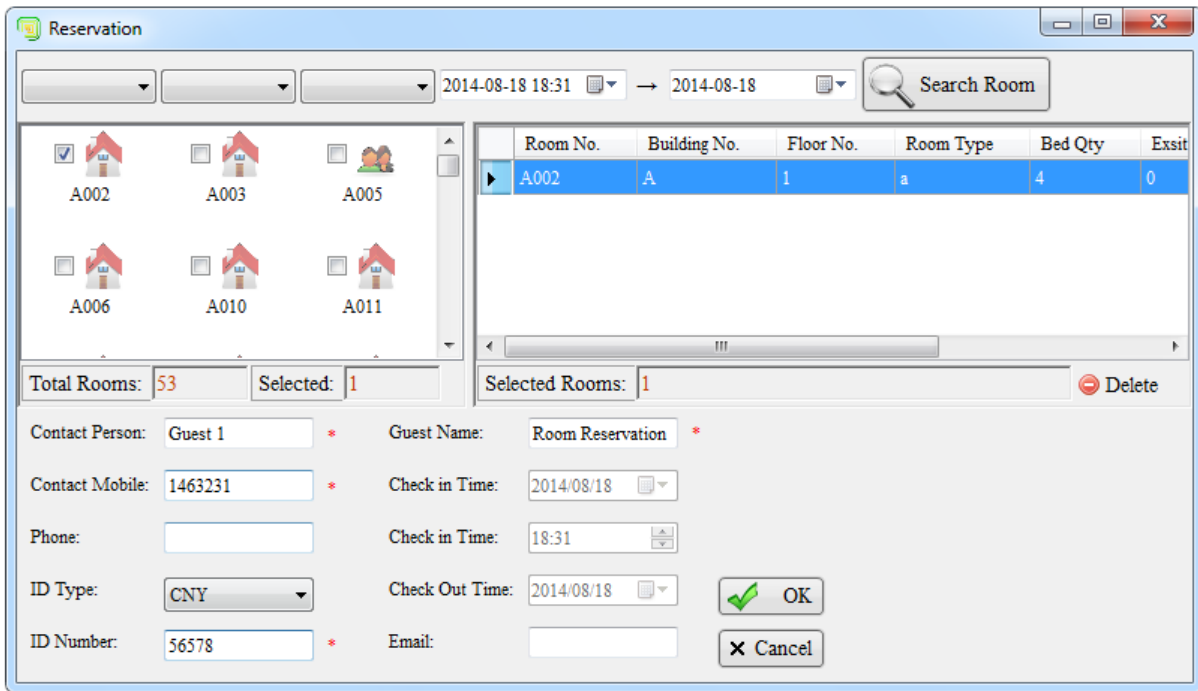 Reservation
2014-08-18 18:31 → 2014-08-18 Search Room
A002 A003 A005
A006 A010 A011
Room No. Building No. Floor No. Room Type Bed Qty Exsit
A002 A 1 a 4 0
Total Rooms: 53 Selected: 1
Selected Rooms: 1 Delete
Contact Person: Guest 1 * Guest Name: Room Reservation *
Contact Mobile: 1463231 * Check in Time: 2014/08/18
Phone: Check in Time: 18:31
ID Type: CNY Check Out Time: 2014/08/18 OK
ID Number: 56578 * Email: Cancel